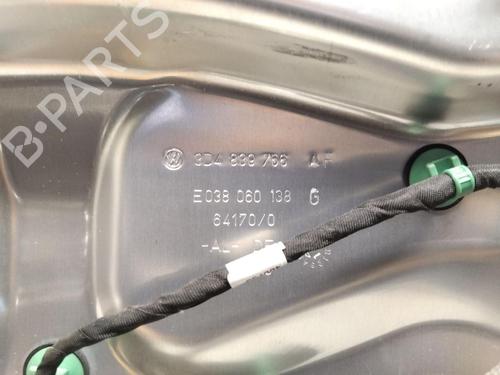 B-PARTS
3D4 839 756 AF
E038 060 138 G
64170/0
-AL-